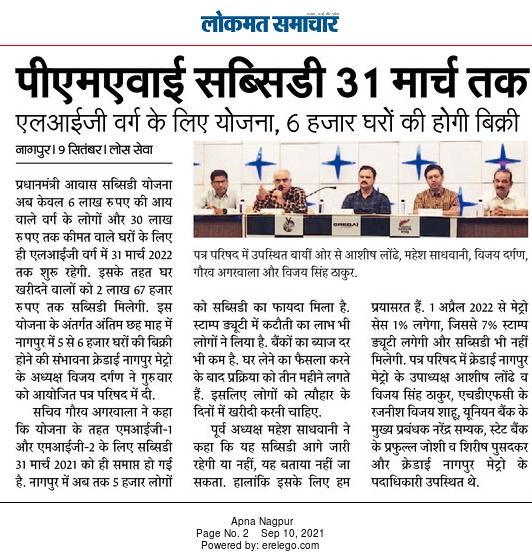 लोकमत समाचार
पीएमएवाई सब्सिडी 31 मार्च तक
एलआईजी वर्ग के लिए योजना, 6 हजार घरों की होगी बिक्री
नागपुर। 9 सितंबर। लोस सेवा
प्रधानमंत्री आवास सब्सिडी योजना
अब केवल 6 लाख रुपए की आय
वाले वर्ग के लोगों और 30 लाख
रुपए तक कीमत वाले घरों के लिए
ही एलआईजी वर्ग में 31 मार्च 2022
तक शुरू रहेगी. इसके तहत घर
खरीदने वालों को 2 लाख 67 हजार
रुपए तक सब्सिडी मिलेगी. इस
योजना के अंतर्गत अंतिम छह माह में
नागपुर में 5 से 6 हजार घरों की बिक्री
होने की संभावना क्रेडाई नागपुर मेट्रो
के अध्यक्ष विजय दर्गण ने गुरुवार
को आयोजित पत्र परिषद में दी.
सचिव गौरव अगरवाला ने कहा
कि योजना के तहत एमआईजी-1
और एमआईजी-2 के लिए सब्सिडी
31 मार्च 2021 को ही समाप्त हो गई
है. नागपुर में अब तक 5 हजार लोगों
CREDAI
पत्र परिषद में उपस्थित बायीं ओर से आशीष लोंढे, महेश साधवानी, विजय दर्गण,
गौरव अगरवाला और विजय सिंह ठाकुर.
को सब्सिडी का फायदा मिला है.
स्टाम्प ड्यूटी में कटौती का लाभ भी
लोगों ने लिया है. बैंकों का ब्याज दर
भी कम है. घर लेने का फैसला करने
के बाद प्रक्रिया को तीन महीने लगते
हैं. इसलिए लोगों को त्यौहार के
दिनों में खरीदी करनी चाहिए.
पूर्व अध्यक्ष महेश साधवानी ने
कहा कि यह सब्सिडी आगे जारी
रहेगी या नहीं, यह बताया नहीं जा
सकता. हालांकि इसके लिए हम
प्रयासरत हैं. 1 अप्रैल 2022 से मेट्रो
सेस 1% लगेगा, जिससे 7% स्टाम्प
ड्यूटी लगेगी और सब्सिडी भी नहीं
मिलेगी. पत्र परिषद में क्रेडाई नागपुर
मेट्रो के उपाध्यक्ष आशीष लोंढे व
विजय सिंह ठाकुर, एचडीएफसी के
रजनीश विजय शाहू, यूनियन बैंक के
मुख्य प्रबंधक नरेंद्र सम्यक, स्टेट बैंक
के प्रफुल्ल जोशी व शिरीष पुसदकर
और क्रेडाई नागपुर मेट्रो के
पदाधिकारी उपस्थित थे.
Apna Nagpur
Page No. 2 Sep 10, 2021
Powered by: erelego.com